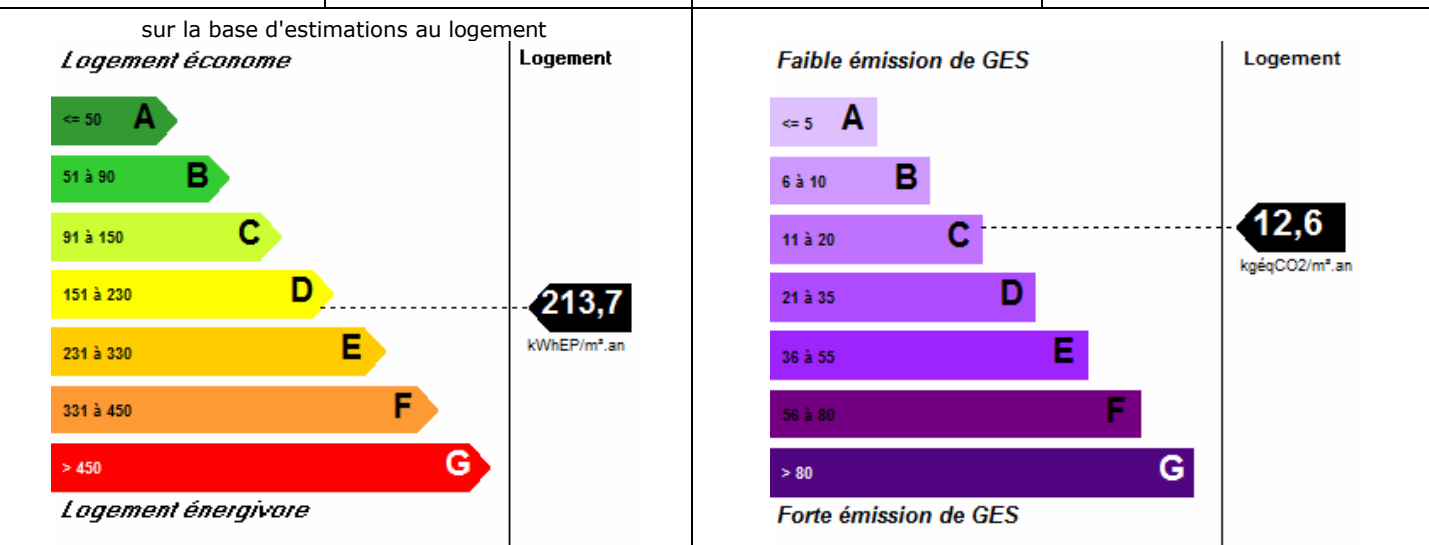 sur la base d'estimations au logement
Logement économe
Logement
<= 50 A
51 à 90 B
91 à 150 C
151 à 230 D
231 à 330 E
331 à 450 F
> 450 G
213,7
kWhEP/m².an
Logement énergivore
Faible émission de GES
Logement
<= 5 A
6 à 10 B
11 à 20 C
21 à 35 D
36 à 55 E
56 à 80 F
> 80 G
12,6
kgéqCO2/m².an
Forte émission de GES